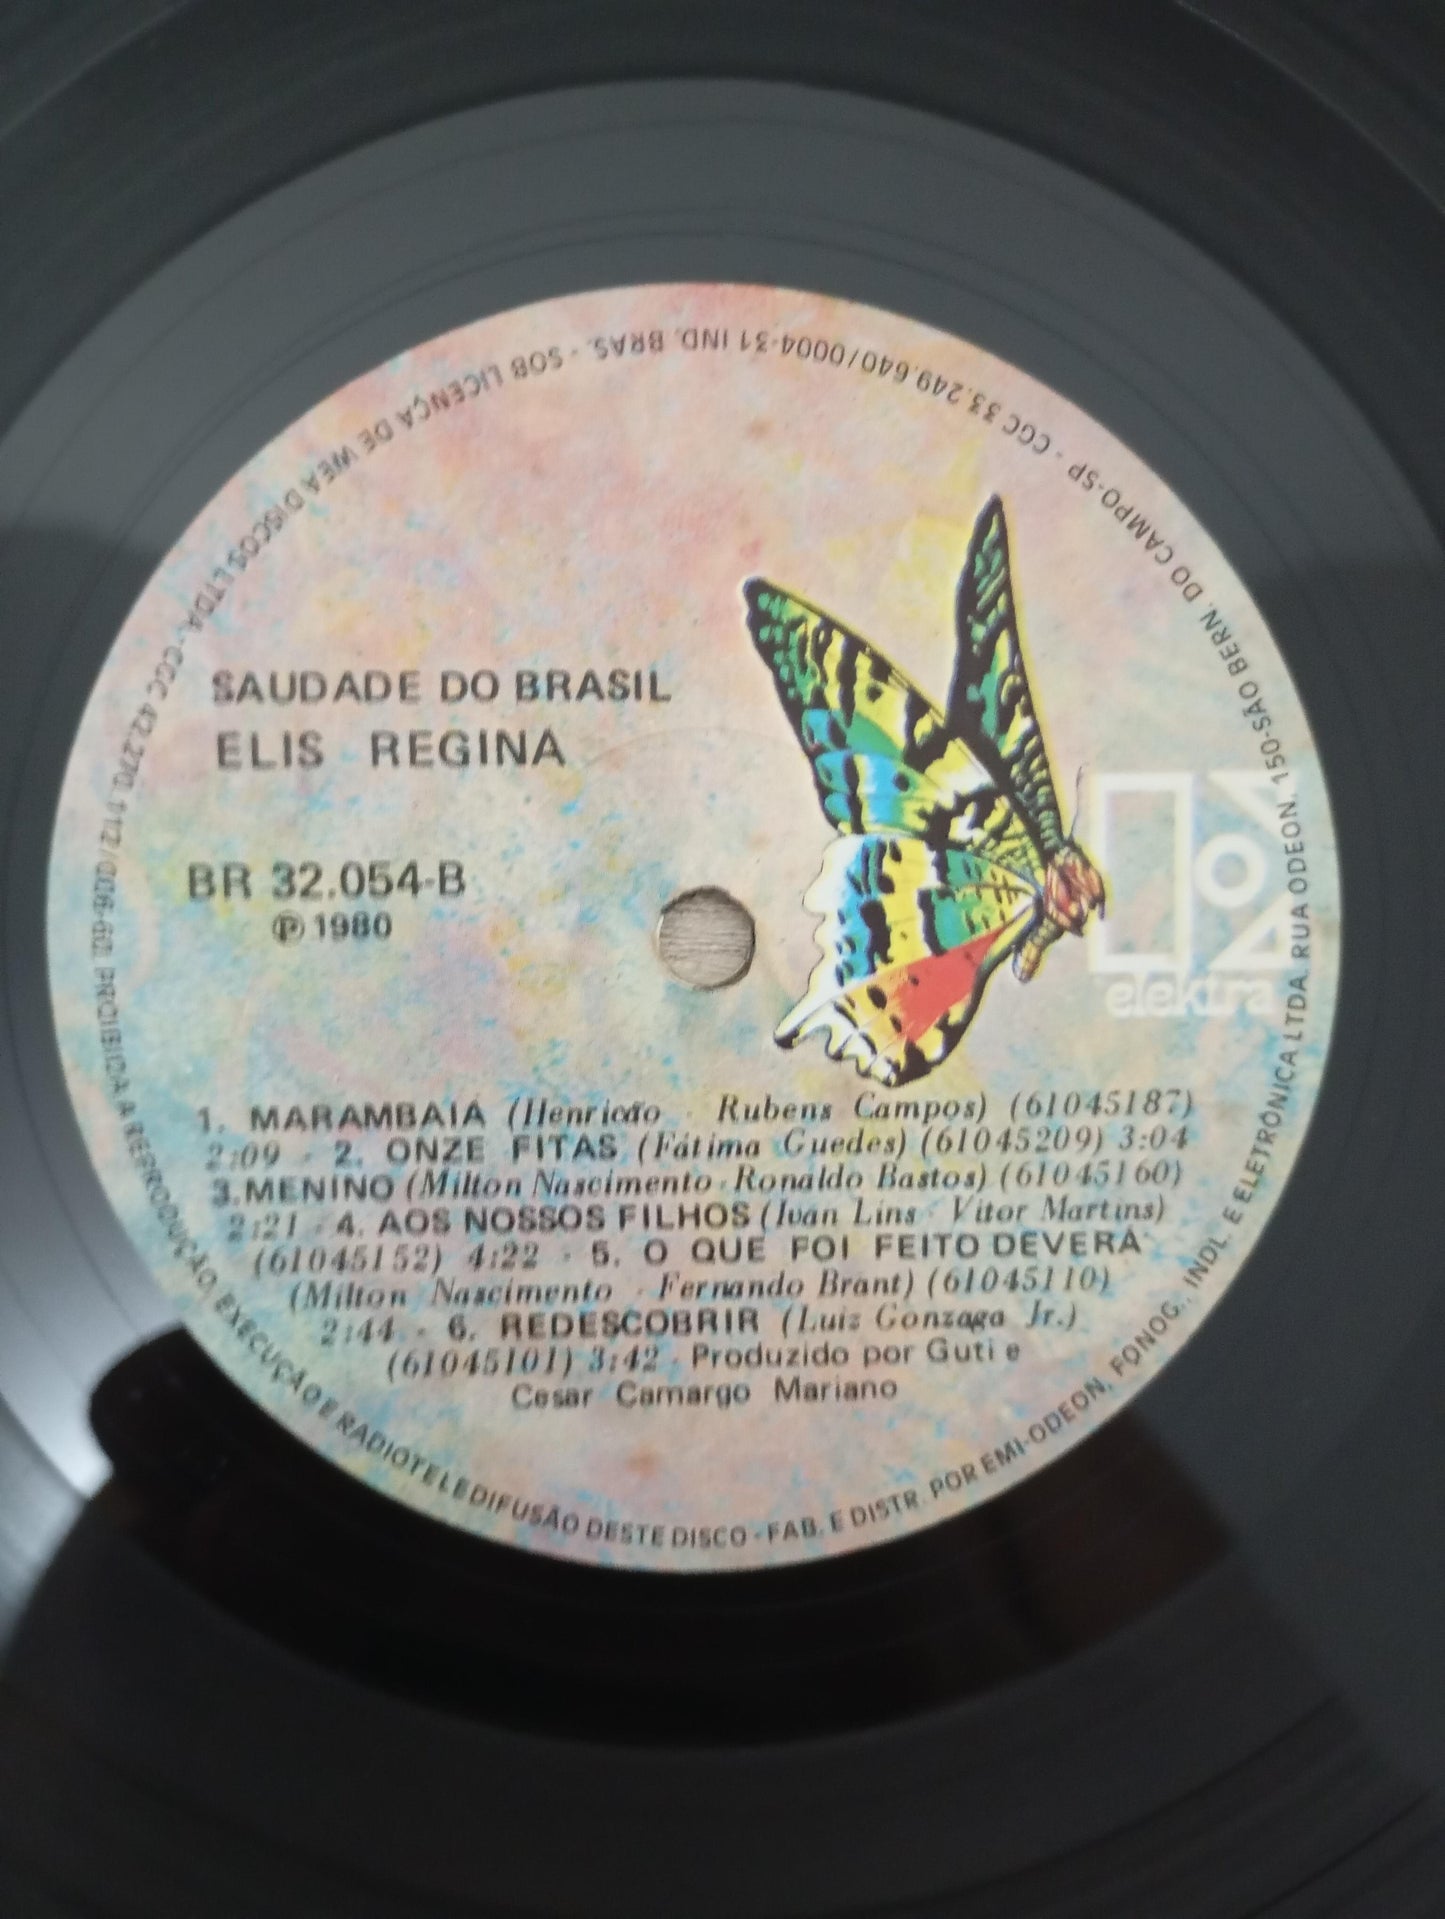 SAUDADE DO BRASIL
ELIS REGINA
BR 32.054-B
℗ 1980
elektra
1. MARAMBAIA (Henricão - Rubens Campos) (61045187)
2:09 - 2. ONZE FITAS (Fátima Guedes) (61045209) 3:04
3. MENINO (Milton Nascimento - Ronaldo Bastos) (61045160)
2:21 - 4. AOS NOSSOS FILHOS (Ivan Lins - Vitor Martins)
(61045152) 4:22 - 5. O QUE FOI FEITO DEVERÁ
(Milton Nascimento - Fernando Brant) (61045110)
2:44 - 6. REDESCOBRIR (Luiz Gonzaga Jr.)
(61045101) 3:42 - Produzido por Guti e
Cesar Camargo Mariano
PROIBIDA A REPRODUÇÃO, EXECUÇÃO E RADIOTELEDIFUSÃO DESTE DISCO - FAB. E DISTR. POR EMI-ODEON, FONOG., INDL. E ELETRÔNICA LTDA. RUA ODEON, 150-SÃO BERN. DO CAMPO-SP - CGC 33.249.640/0004-31 IND. BRAS. - SOB LICENÇA DE WEA DISCOS LTDA. - CGC 42.270.112/